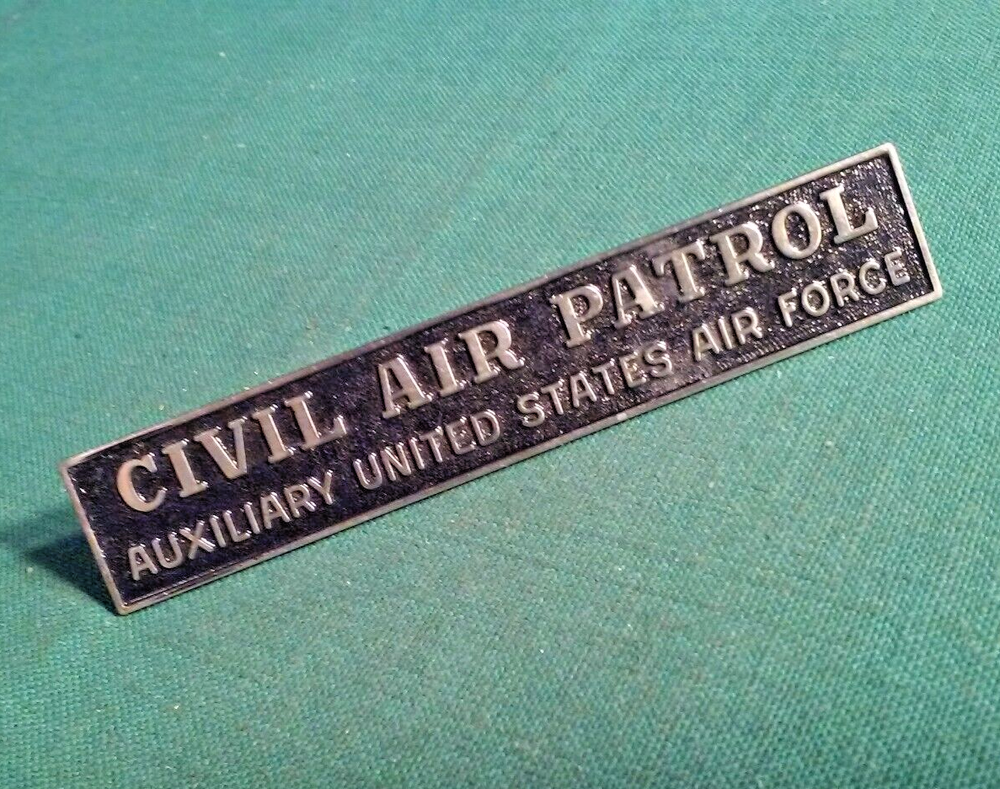 CIVIL AIR PATROL
AUXILIARY UNITED STATES AIR FORCE